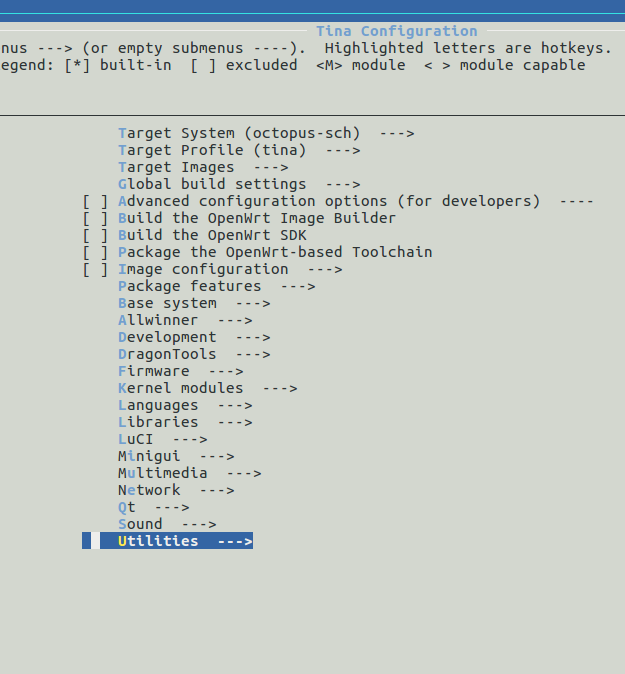 Tina Configuration
nus ---> (or empty submenus ----).  Highlighted letters are hotkeys.
egend: [*] built-in  [ ] excluded  <M> module  < > module capable
Target System (octopus-sch)  --->
Target Profile (tina)  --->
Target Images  --->
Global build settings  --->
[ ] Advanced configuration options (for developers)  ----
[ ] Build the OpenWrt Image Builder
[ ] Build the OpenWrt SDK
[ ] Package the OpenWrt-based Toolchain
[ ] Image configuration  --->
Package features  --->
Base system  --->
Allwinner  --->
Development  --->
DragonTools  --->
Firmware  --->
Kernel modules  --->
Languages  --->
Libraries  --->
LuCI  --->
Minigui  --->
Multimedia  --->
Network  --->
Qt  --->
Sound  --->
Utilities  --->